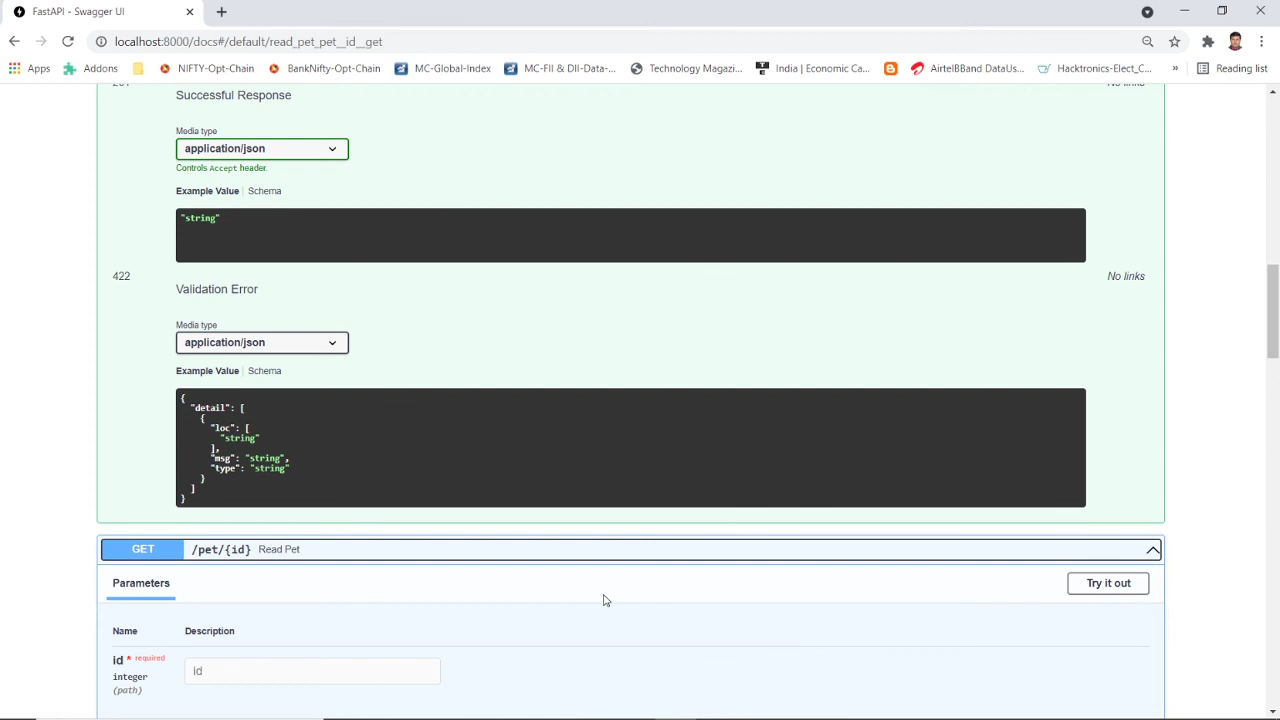 FastAPI - Swagger UI
localhost:8000/docs#/default/read_pet_pet__id__get
Apps Addons NIFTY-Opt-Chain BankNifty-Opt-Chain MC-Global-Index MC-FII & DII-Data-... Technology Magazi... India | Economic Ca... AirtelBBand DataUs... Hacktronics-Elect_C... » Reading list
Successful Response
No links
Media type
application/json
Controls Accept header.
Example Value | Schema
"string"
422
No links
Validation Error
Media type
application/json
Example Value | Schema
{
"detail": [
{
"loc": [
"string"
],
"msg": "string",
"type": "string"
}
]
}
GET /pet/{id} Read Pet
Parameters
Try it out
Name Description
id * required
id
integer
(path)